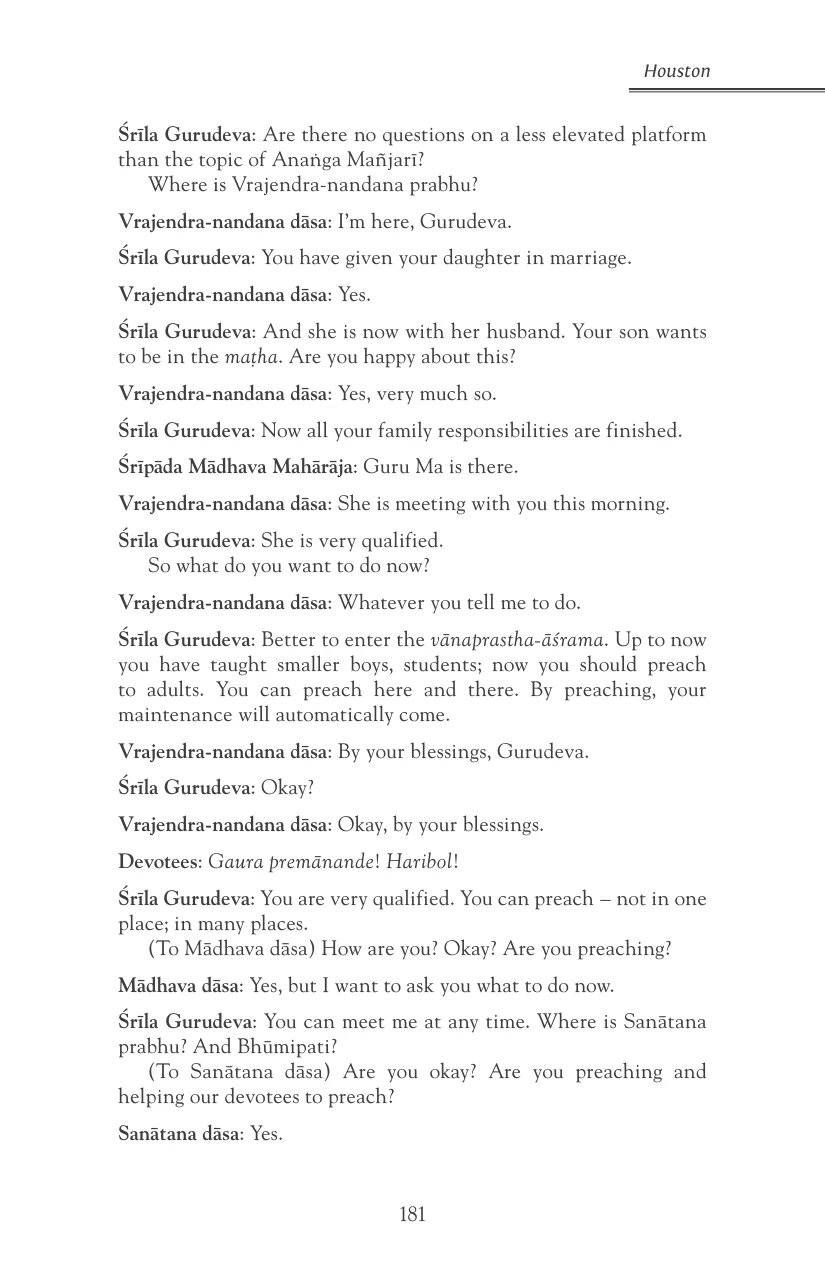 Houston
Śrīla Gurudeva: Are there no questions on a less elevated platform
than the topic of Anaṅga Mañjarī?
Where is Vrajendra-nandana prabhu?
Vrajendra-nandana dāsa: I’m here, Gurudeva.
Śrīla Gurudeva: You have given your daughter in marriage.
Vrajendra-nandana dāsa: Yes.
Śrīla Gurudeva: And she is now with her husband. Your son wants
to be in the maṭha. Are you happy about this?
Vrajendra-nandana dāsa: Yes, very much so.
Śrīla Gurudeva: Now all your family responsibilities are finished.
Śrīpāda Mādhava Mahārāja: Guru Ma is there.
Vrajendra-nandana dāsa: She is meeting with you this morning.
Śrīla Gurudeva: She is very qualified.
So what do you want to do now?
Vrajendra-nandana dāsa: Whatever you tell me to do.
Śrīla Gurudeva: Better to enter the vānaprastha-āśrama. Up to now
you have taught smaller boys, students; now you should preach
to adults. You can preach here and there. By preaching, your
maintenance will automatically come.
Vrajendra-nandana dāsa: By your blessings, Gurudeva.
Śrīla Gurudeva: Okay?
Vrajendra-nandana dāsa: Okay, by your blessings.
Devotees: Gaura premānande! Haribol!
Śrīla Gurudeva: You are very qualified. You can preach – not in one
place; in many places.
(To Mādhava dāsa) How are you? Okay? Are you preaching?
Mādhava dāsa: Yes, but I want to ask you what to do now.
Śrīla Gurudeva: You can meet me at any time. Where is Sanātana
prabhu? And Bhūmipati?
(To Sanātana dāsa) Are you okay? Are you preaching and
helping our devotees to preach?
Sanātana dāsa: Yes.
181